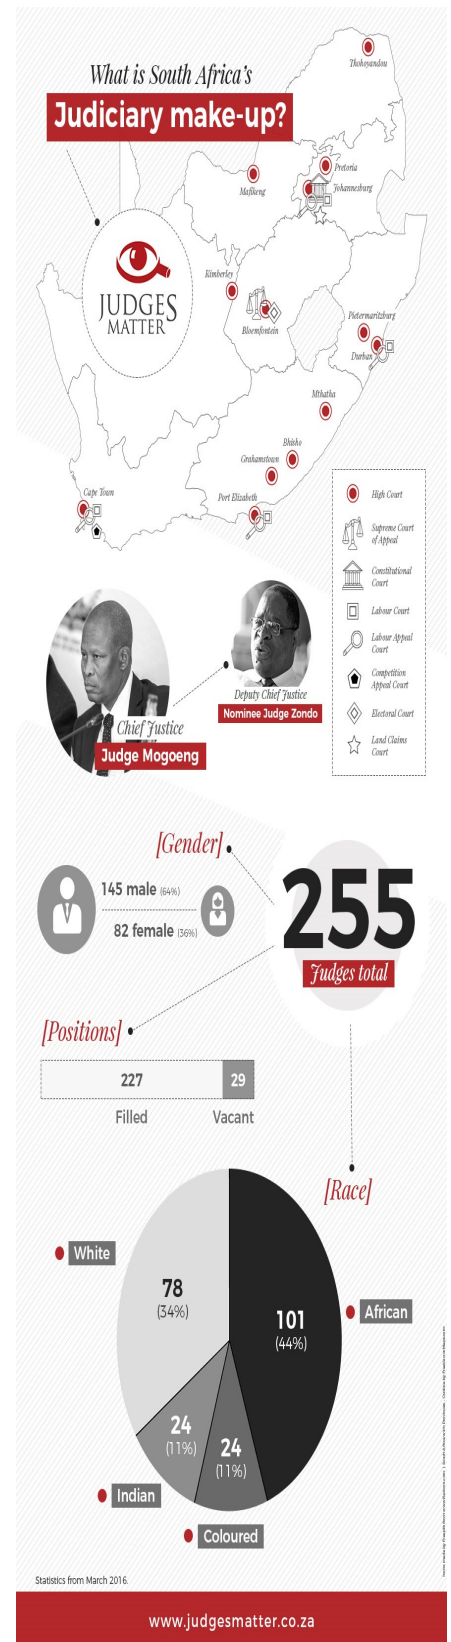 What is South Africa's
Judiciary make-up?
Thohoyandou
Pretoria
Mafikeng
Johannesburg
JUDGES
MATTER
Kimberley
Bloemfontein
Pietermaritzburg
Durban
Mthatha
Bhisho
Grahamstown
Port Elizabeth
Cape Town
High Court
Supreme Court
of Appeal
Constitutional
Court
Labour Court
Labour Appeal
Court
Competition
Appeal Court
Electoral Court
Land Claims
Court
Chief Justice
Judge Mogoeng
Deputy Chief Justice
Nominee Judge Zondo
[Gender]
145 male (64%)
82 female (36%)
255
Judges total
[Positions]
227
29
Filled
Vacant
[Race]
White
78
(34%)
101
(44%)
African
24
(11%)
24
(11%)
Indian
Coloured
Statistics from March 2016.
www.judgesmatter.co.za